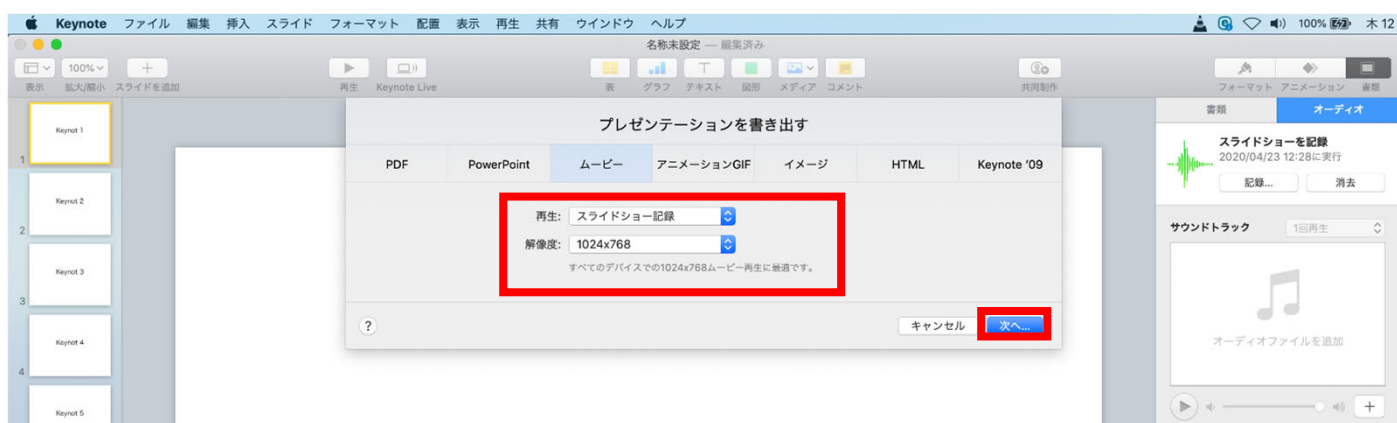 Keynote ファイル 編集 挿入 スライド フォーマット 配置 表示 再生 共有 ウインドウ ヘルプ 100% 木12
名称未設定 — 編集済み
100%
表示 拡大/縮小 スライドを追加 再生 Keynote Live 表 グラフ テキスト 図形 メディア コメント 共同制作 フォーマット アニメーション 書類
プレゼンテーションを書き出す
PDF PowerPoint ムービー アニメーションGIF イメージ HTML Keynote '09
再生: スライドショー記録
解像度: 1024x768
すべてのデバイスでの1024x768ムービー再生に最適です。
? キャンセル 次へ...
Keynot 1
1
Keynot 2
2
Keynot 3
3
Keynot 4
4
Keynot 5
書類 オーディオ
スライドショーを記録
2020/04/23 12:28に実行
記録... 消去
サウンドトラック 1回再生
オーディオファイルを追加